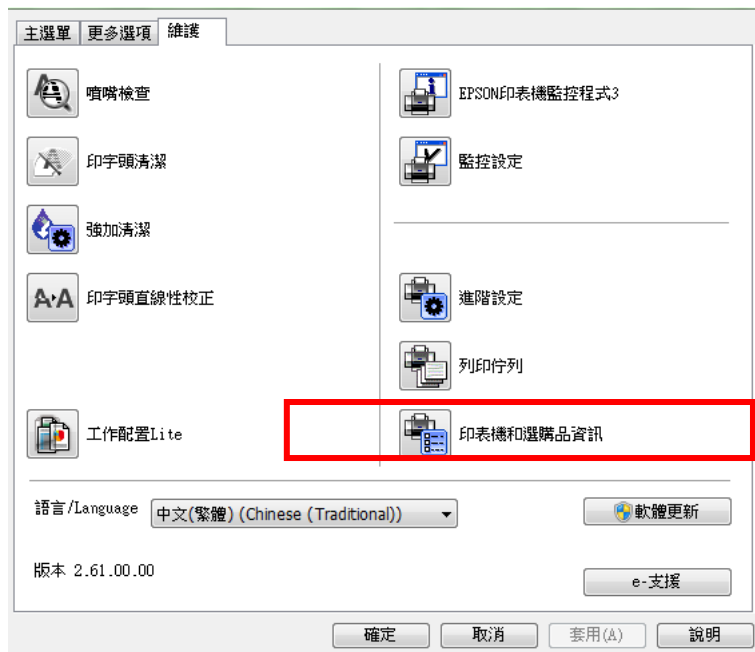 主選單 更多選項 維護
噴嘴檢查
印字頭清潔
強加清潔
印字頭直線性校正
工作配置Lite
EPSON印表機監控程式3
監控設定
進階設定
列印佇列
印表機和選購品資訊
語言/Language 中文(繁體) (Chinese (Traditional)) 軟體更新
版本 2.61.00.00 e-支援
確定 取消 套用(A) 說明